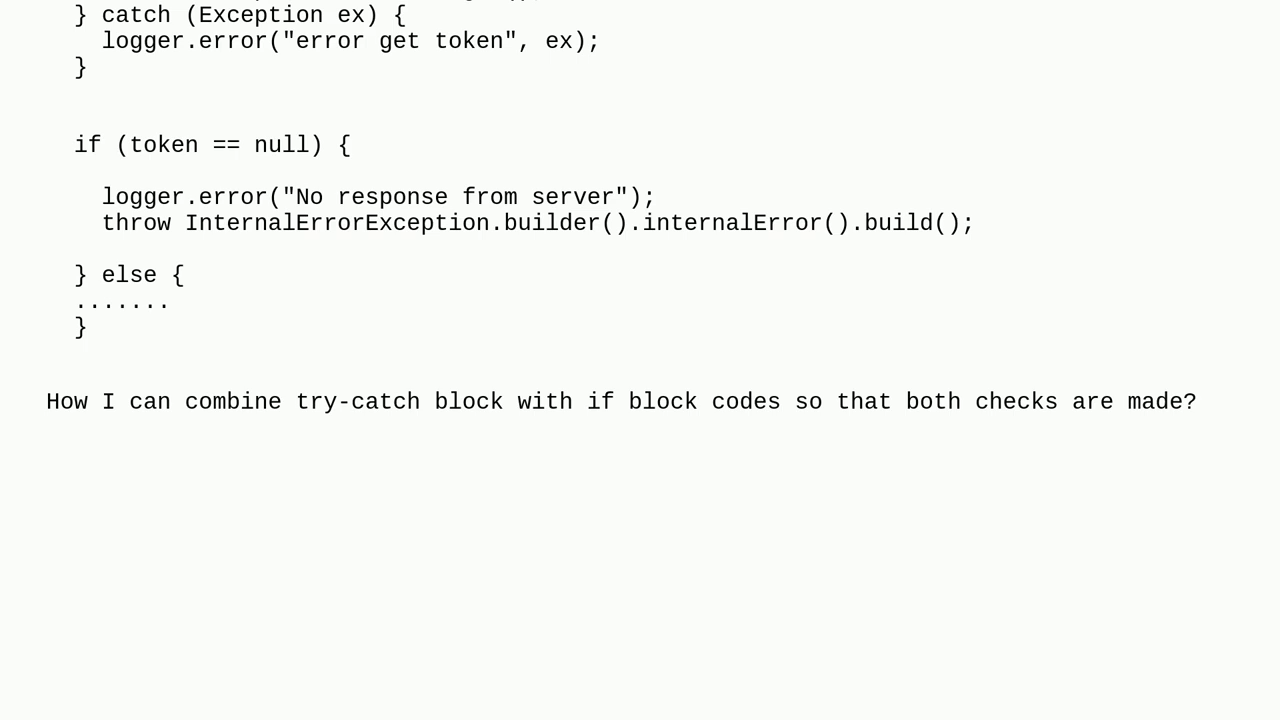 } catch (Exception ex) {
logger.error("error get token", ex);
}
if (token == null) {
logger.error("No response from server");
throw InternalErrorException.builder().internalError().build();
} else {
.......
}
How I can combine try-catch block with if block codes so that both checks are made?